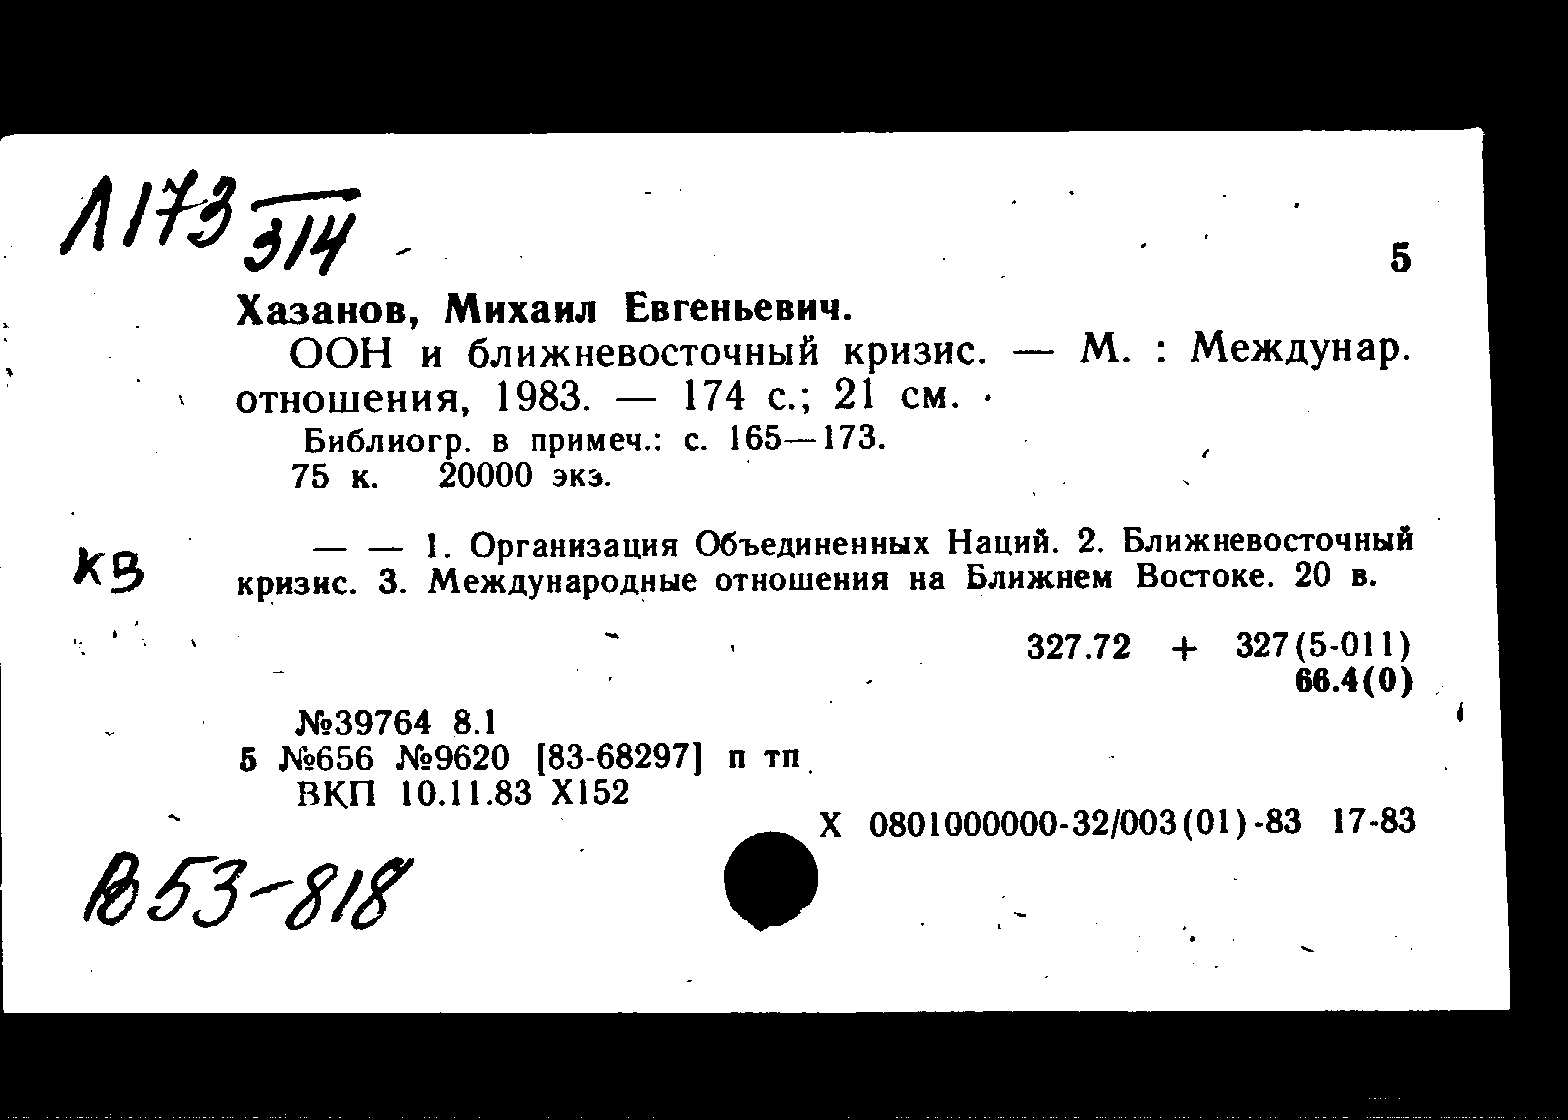 Л173
314
5
Хазанов, Михаил Евгеньевич.
ООН и ближневосточный кризис. — М. : Междунар.
отношения, 1983. — 174 с.; 21 см.
Библиогр. в примеч.: с. 165—173.
75 к. 20000 экз.
— — 1. Организация Объединенных Наций. 2. Ближневосточный
КВ
кризис. 3. Международные отношения на Ближнем Востоке. 20 в.
327.72 + 327(5-011)
66.4(0)
№39764 8.1
5 №656 №9620 [83-68297] п тп
ВКП 10.11.83 Х152
Х 0801000000-32/003(01)-83 17-83
В53-818